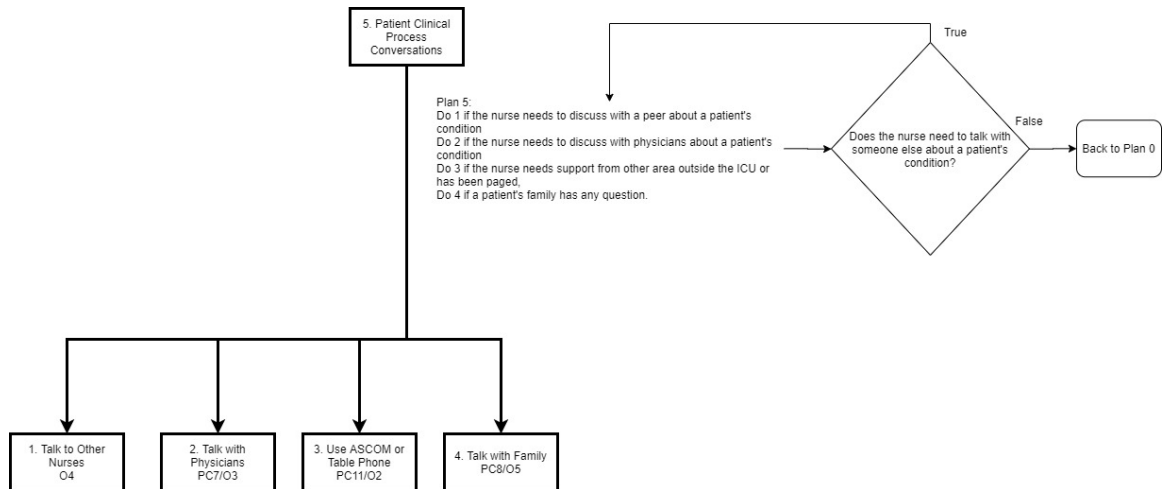 5. Patient Clinical
Process
Conversations
True
Plan 5:
Do 1 if the nurse needs to discuss with a peer about a patient's
condition
Do 2 if the nurse needs to discuss with physicians about a patient's
condition
Do 3 if the nurse needs support from other area outside the ICU or
has been paged,
Do 4 if a patient's family has any question.
Does the nurse need to talk with
someone else about a patient's
condition?
False
Back to Plan 0
1. Talk to Other
Nurses
O4
2. Talk with
Physicians
PC7/O3
3. Use ASCOM or
Table Phone
PC11/O2
4. Talk with Family
PC8/O5